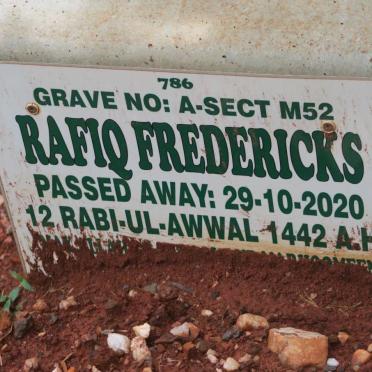 786
GRAVE NO: A-SECT M52
RAFIQ FREDERICKS
PASSED AWAY: 29-10-2020
12 RABI-UL-AWWAL 1442 A.H